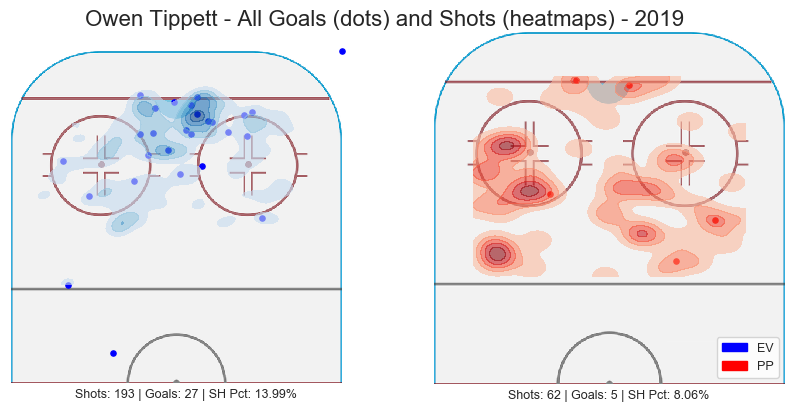 Owen Tippett - All Goals (dots) and Shots (heatmaps) - 2019
EV
PP
Shots: 193 | Goals: 27 | SH Pct: 13.99%
Shots: 62 | Goals: 5 | SH Pct: 8.06%